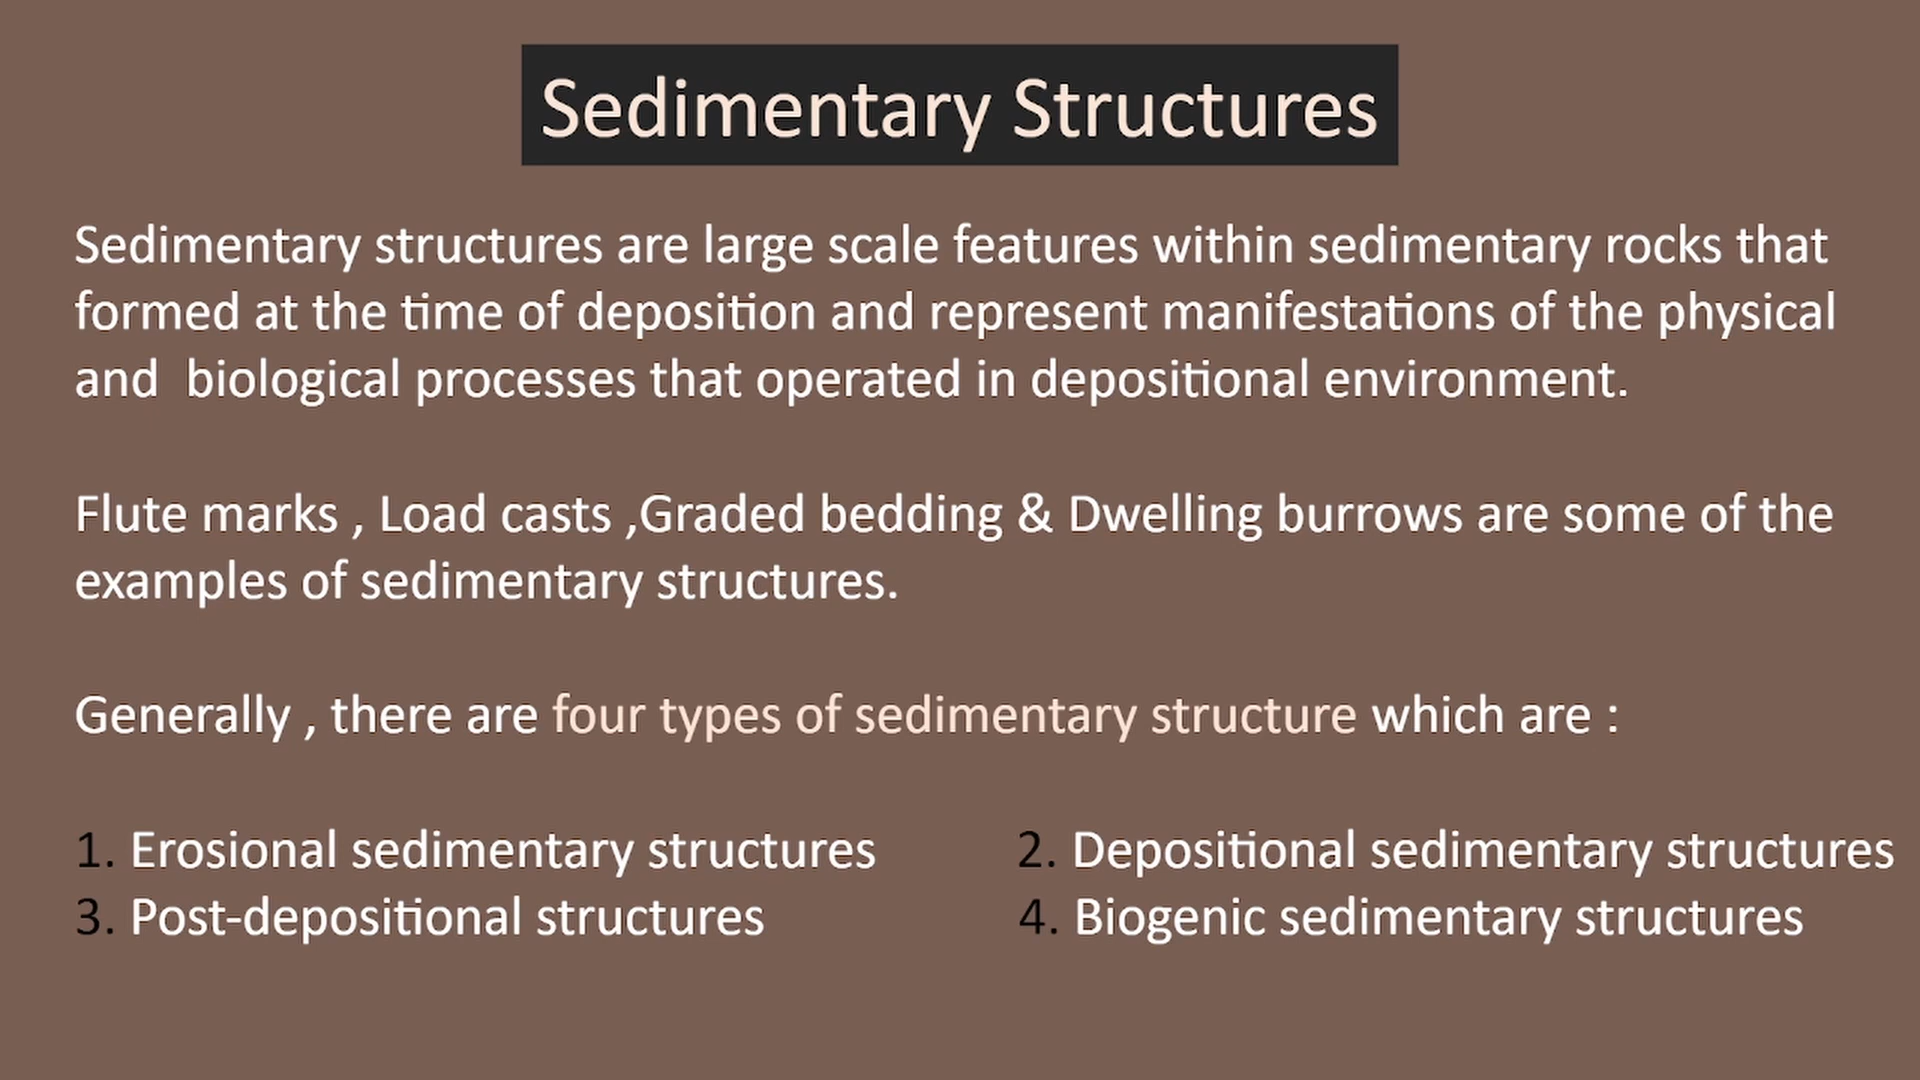 Sedimentary Structures
Sedimentary structures are large scale features within sedimentary rocks that
formed at the time of deposition and represent manifestations of the physical
and  biological processes that operated in depositional environment.
Flute marks , Load casts ,Graded bedding & Dwelling burrows are some of the
examples of sedimentary structures.
Generally , there are four types of sedimentary structure which are :
1. Erosional sedimentary structures 2. Depositional sedimentary structures
3. Post-depositional structures 4. Biogenic sedimentary structures